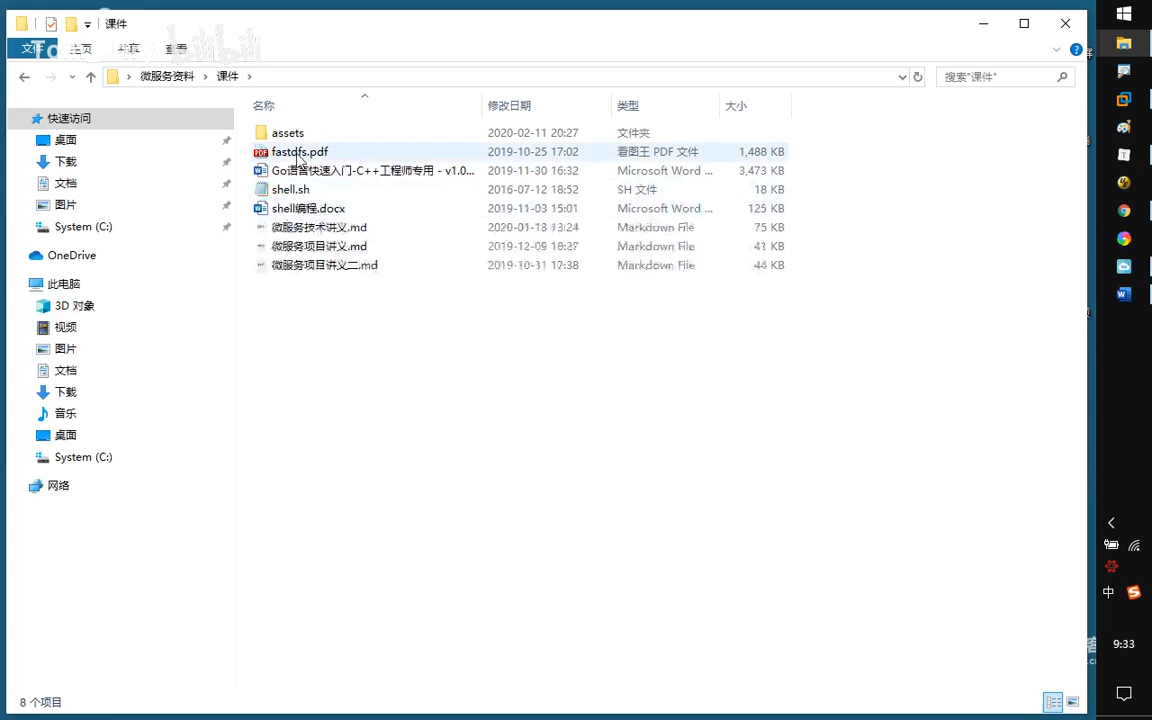 课件
文件 主页 共享 查看
微服务资料 课件 搜索"课件"
名称 修改日期 类型 大小
快速访问
桌面
下载
文档
图片
System (C:)
OneDrive
此电脑
3D 对象
视频
图片
文档
下载
音乐
桌面
System (C:)
网络
assets 2020-02-11 20:27 文件夹
fastdfs.pdf 2019-10-25 17:02 看图王 PDF 文件 1,488 KB
Go语言快速入门-C++工程师专用 - v1.0... 2019-11-30 16:32 Microsoft Word ... 3,473 KB
shell.sh 2016-07-12 18:52 SH 文件 18 KB
shell编程.docx 2019-11-03 15:01 Microsoft Word ... 125 KB
微服务技术讲义.md 2020-01-18 13:24 Markdown File 75 KB
微服务项目讲义.md 2019-12-09 18:27 Markdown File 41 KB
微服务项目讲义二.md 2019-10-31 17:38 Markdown File 44 KB
8 个项目
中
9:33